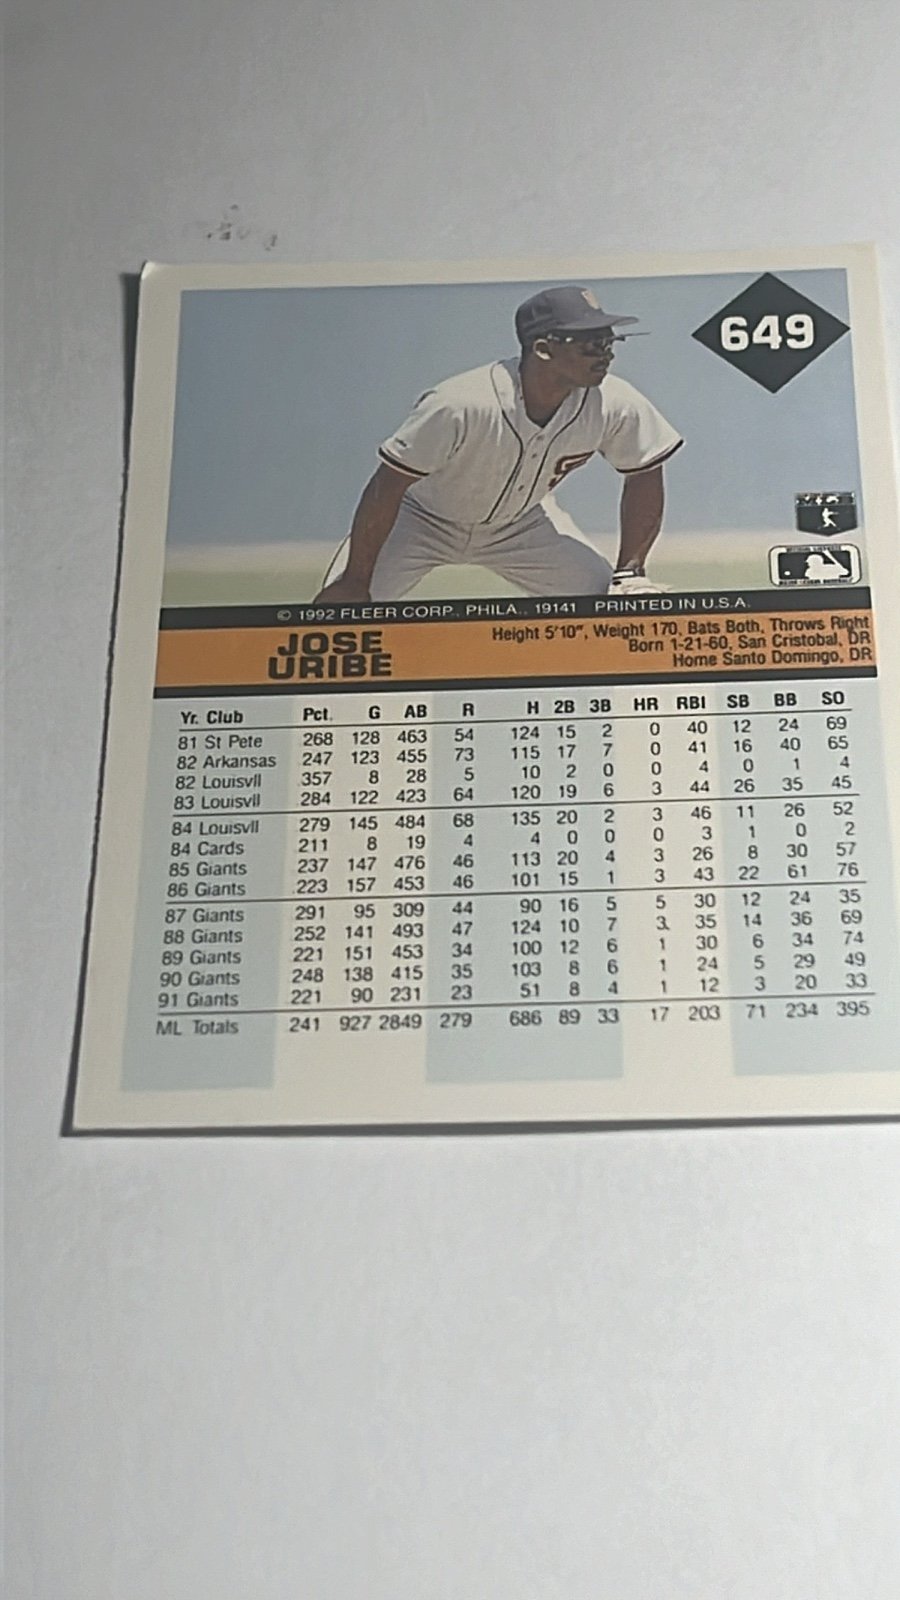 649
© 1992 FLEER CORP., PHILA., 19141 PRINTED IN U.S.A.
JOSE
URIBE
Height 5'10", Weight 170, Bats Both, Throws Right
Born 1-21-60, San Cristobal, DR
Home Santo Domingo, DR
Yr. Club Pct. G AB R H 2B 3B HR RBI SB BB SO
81 St Pete 268 128 463 54 124 15 2 0 40 12 24 69
82 Arkansas 247 123 455 73 115 17 7 0 41 16 40 65
82 Louisvll 357 8 28 5 10 2 0 0 4 0 1 4
83 Louisvll 284 122 423 64 120 19 6 3 44 26 35 45
84 Louisvll 279 145 484 68 135 20 2 3 46 11 26 52
84 Cards 211 8 19 4 4 0 0 0 3 1 0 2
85 Giants 237 147 476 46 113 20 4 3 26 8 30 57
86 Giants 223 157 453 46 101 15 1 3 43 22 61 76
87 Giants 291 95 309 44 90 16 5 5 30 12 24 35
88 Giants 252 141 493 47 124 10 7 3 35 14 36 69
89 Giants 221 151 453 34 100 12 6 1 30 6 34 74
90 Giants 248 138 415 35 103 8 6 1 24 5 29 49
91 Giants 221 90 231 23 51 8 4 1 12 3 20 33
ML Totals 241 927 2849 279 686 89 33 17 203 71 234 395